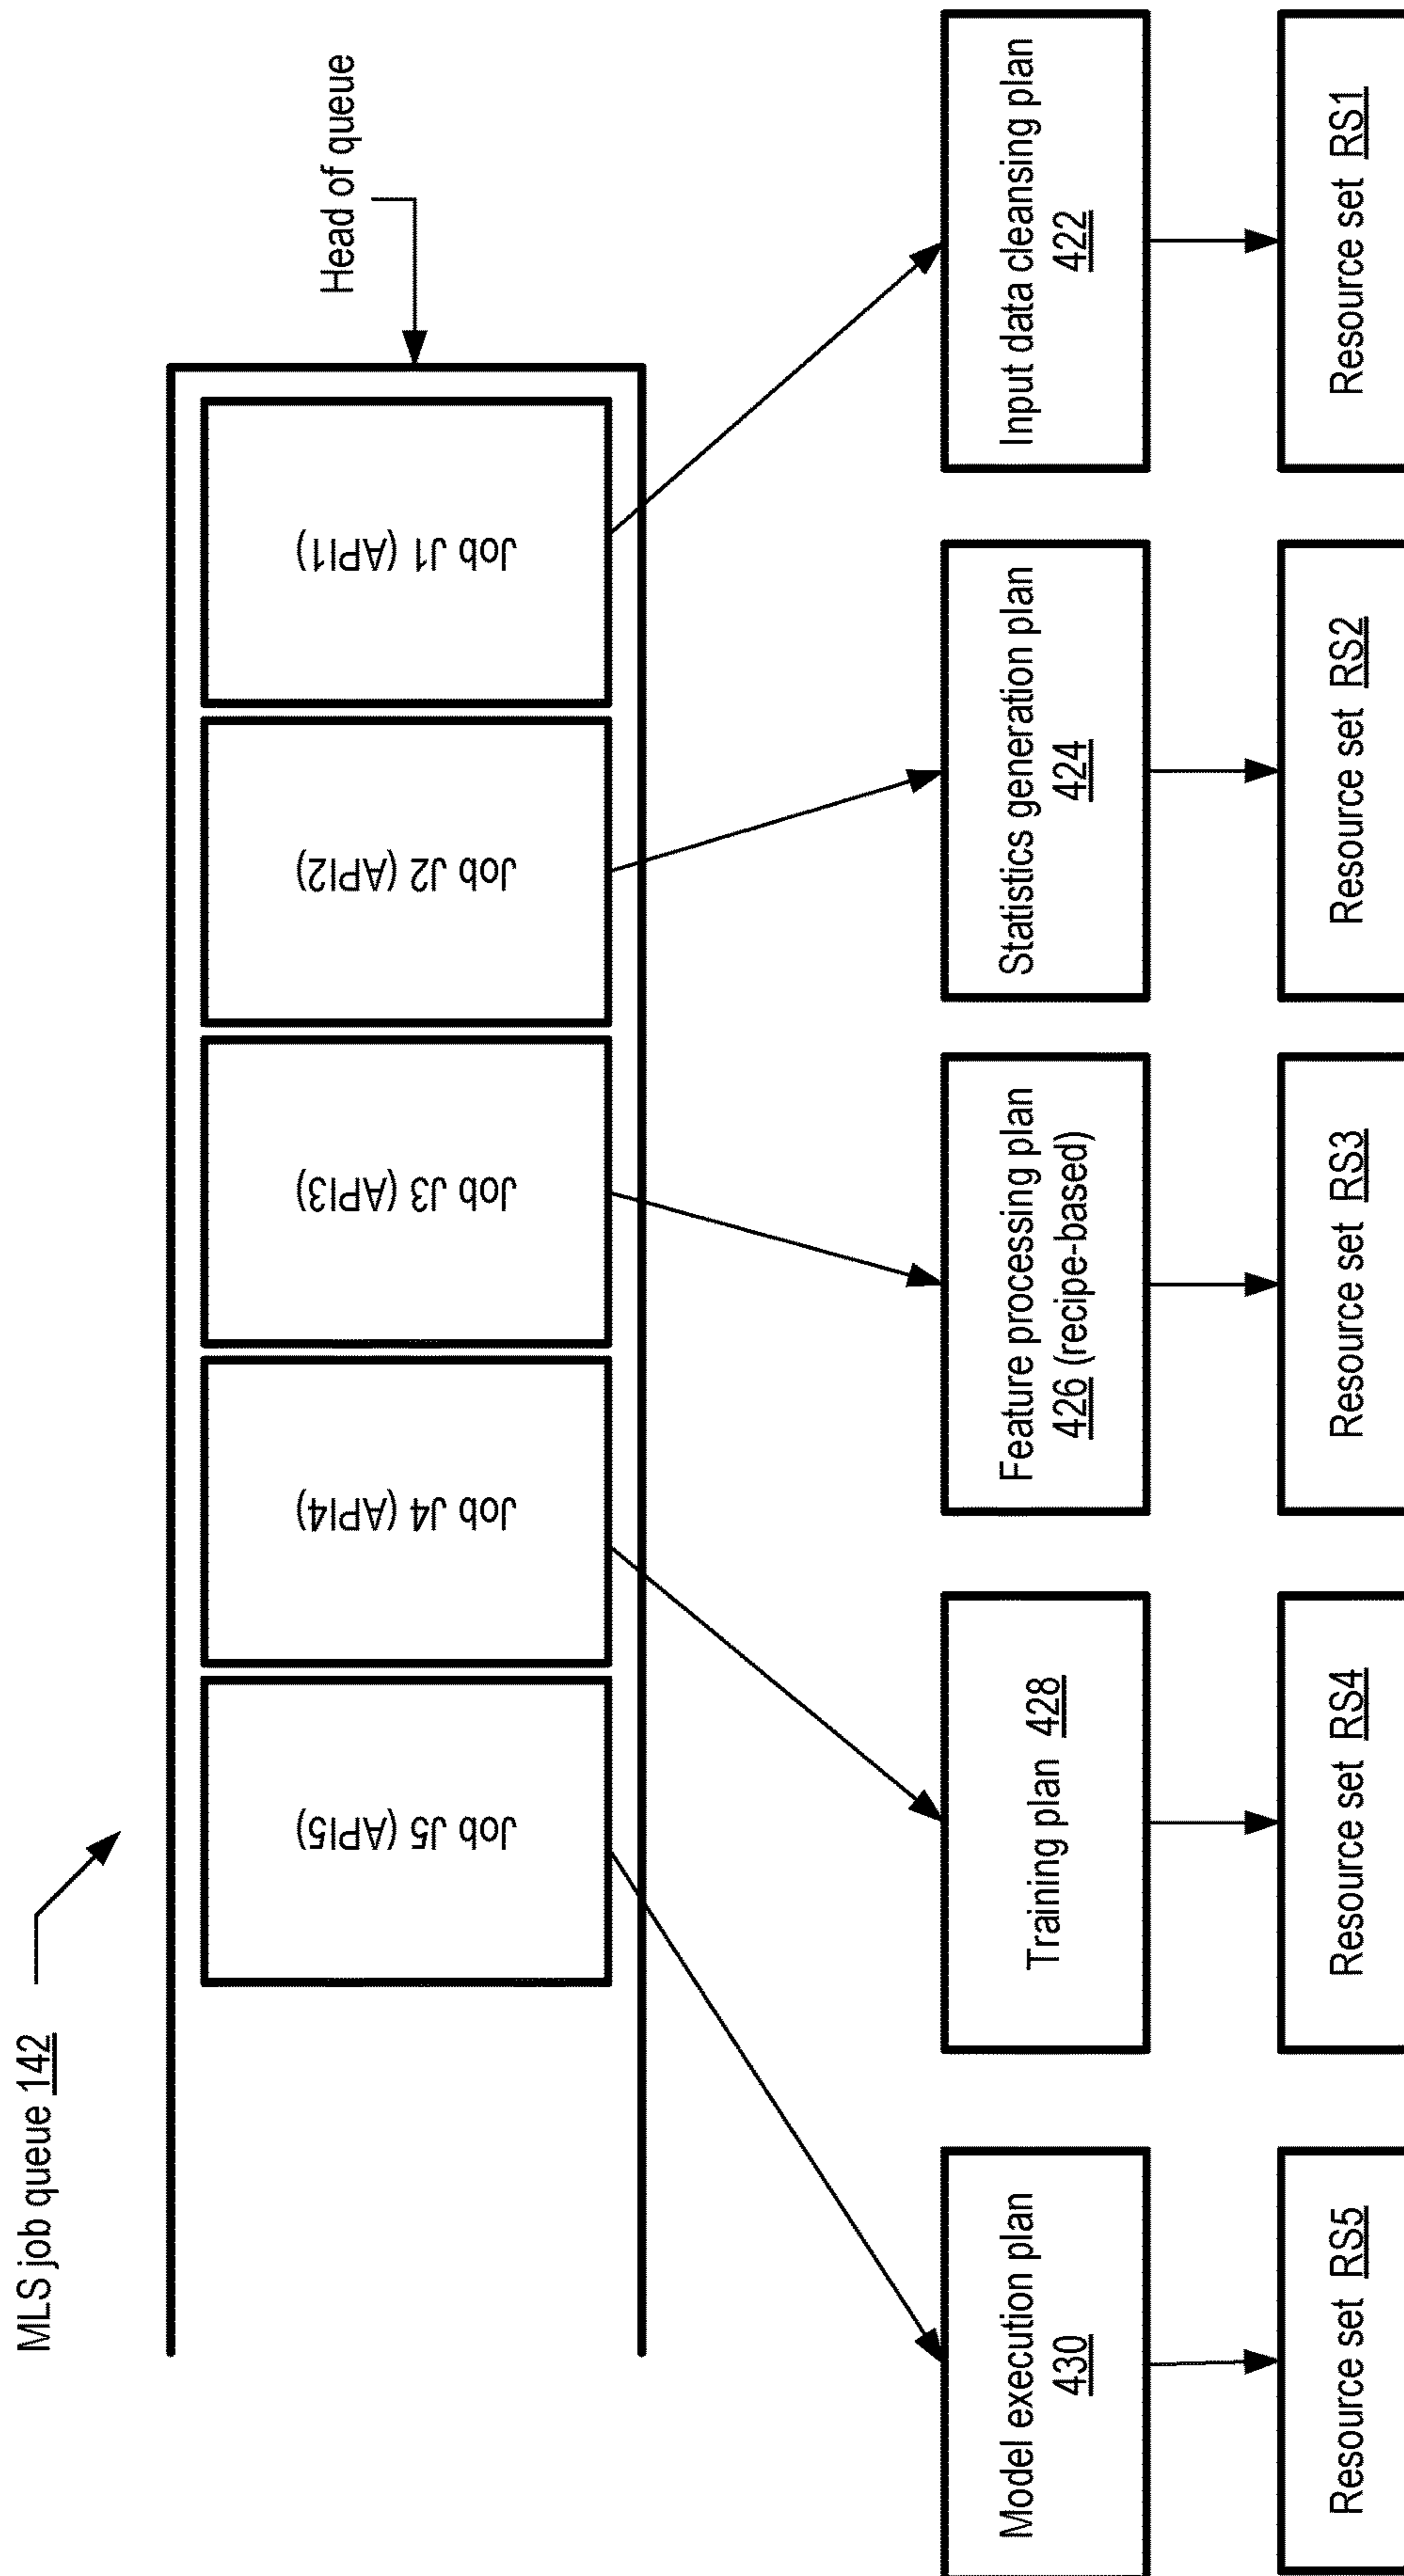 MLS job queue 142
Head of queue
Job J5 (API5)
Job J4 (API4)
Job J3 (API3)
Job J2 (API2)
Job J1 (API1)
Model execution plan
430
Training plan 428
Feature processing plan
426 (recipe-based)
Statistics generation plan
424
Input data cleansing plan
422
Resource set RS5
Resource set RS4
Resource set RS3
Resource set RS2
Resource set RS1